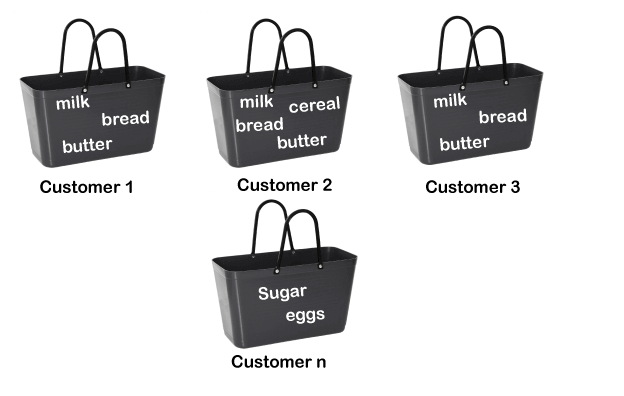 milk
bread
butter
Customer 1
milk cereal
bread
butter
Customer 2
milk
bread
butter
Customer 3
Sugar
eggs
Customer n